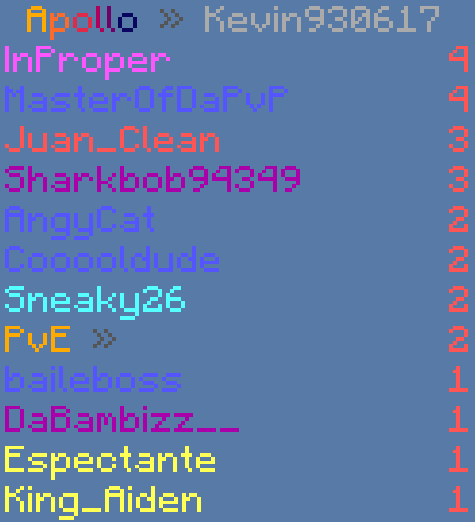 Apollo » Kevin930617
InProper 4
MasterOfDaPvP 4
Juan_Clean 3
Sharkbob94349 3
AngyCat 2
Cooooldude 2
Sneaky26 2
PvE » 2
baileboss 1
DaBambizz__ 1
Espectante 1
King_Aiden 1